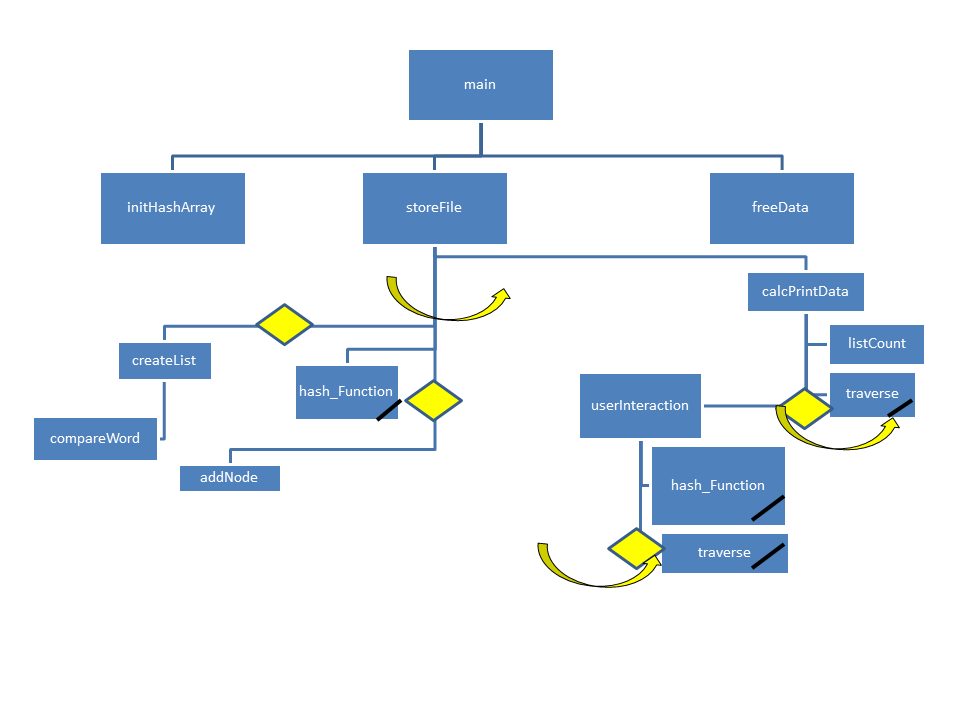 main
initHashArray
storeFile
freeData
calcPrintData
listCount
createList
hash_Function
traverse
userInteraction
compareWord
addNode
hash_Function
traverse